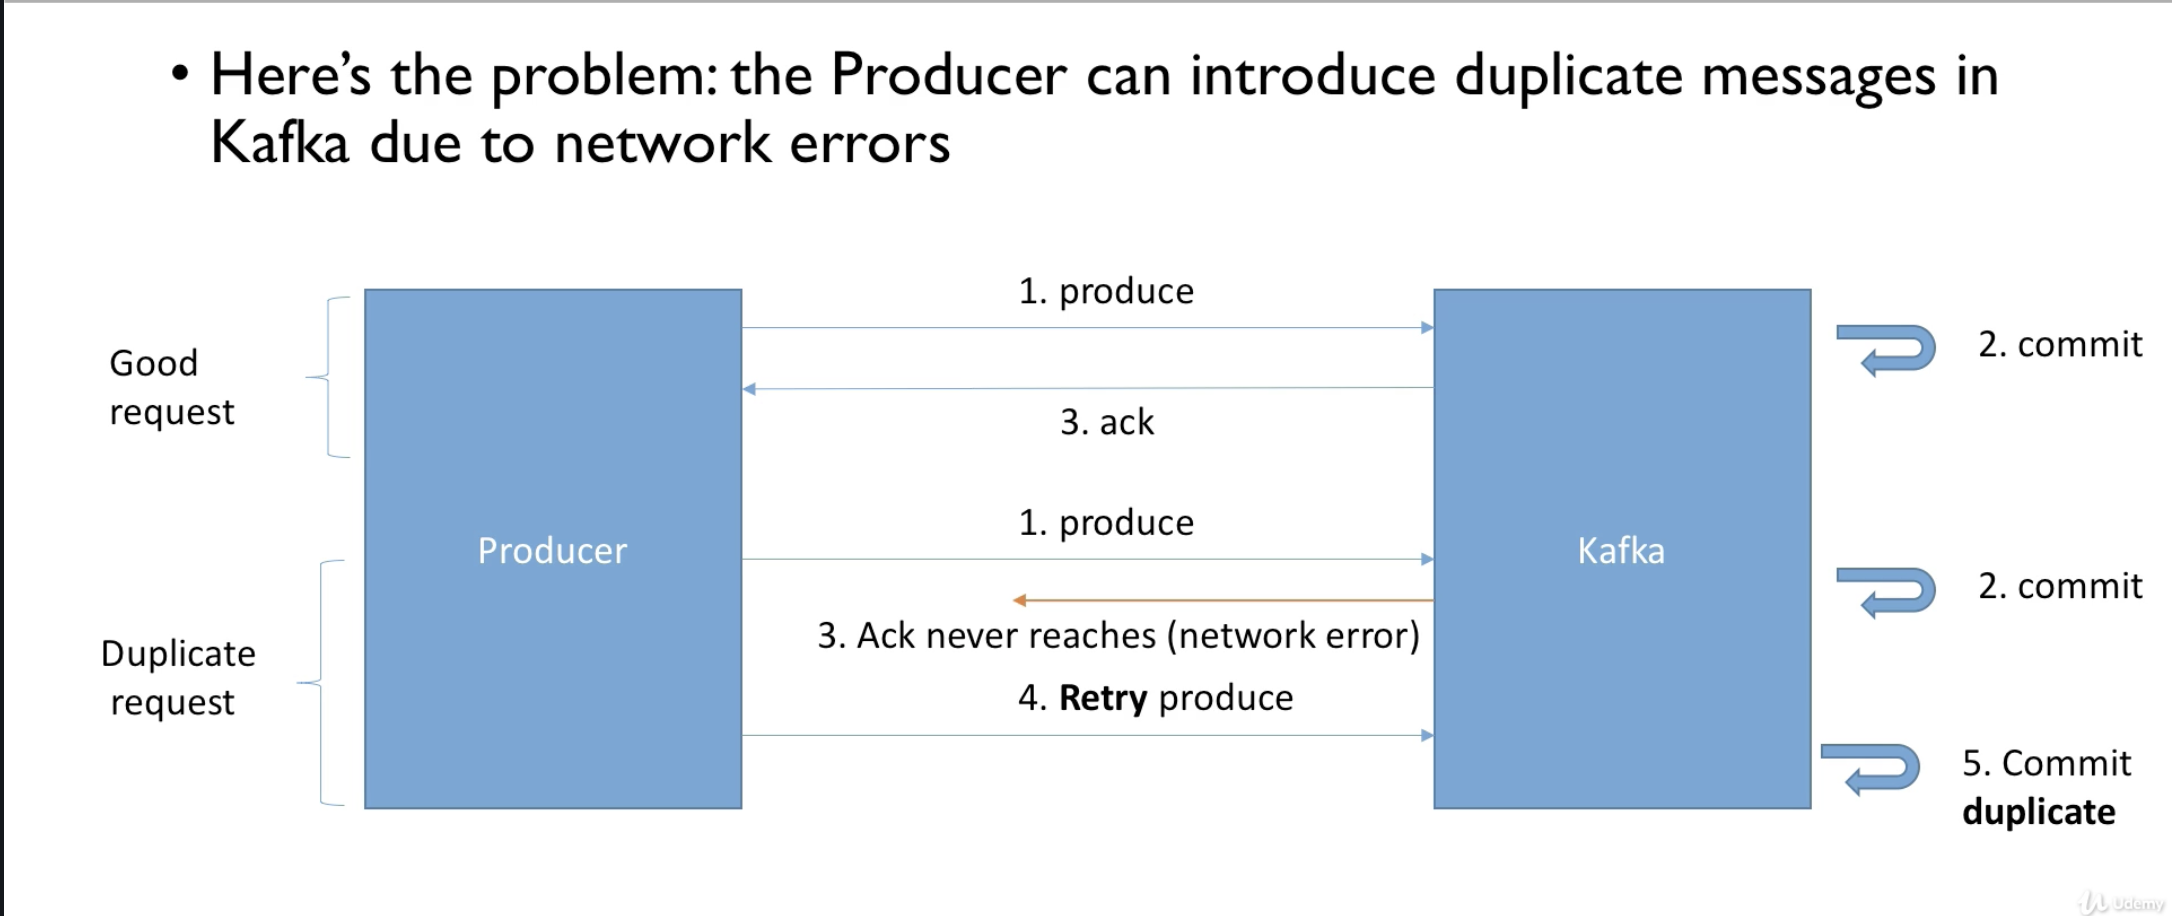 • Here’s the problem: the Producer can introduce duplicate messages in
Kafka due to network errors
1. produce
2. commit
Good
request
3. ack
1. produce
Producer
Kafka
2. commit
3. Ack never reaches (network error)
Duplicate
request
4. Retry produce
5. Commit
duplicate
Udemy